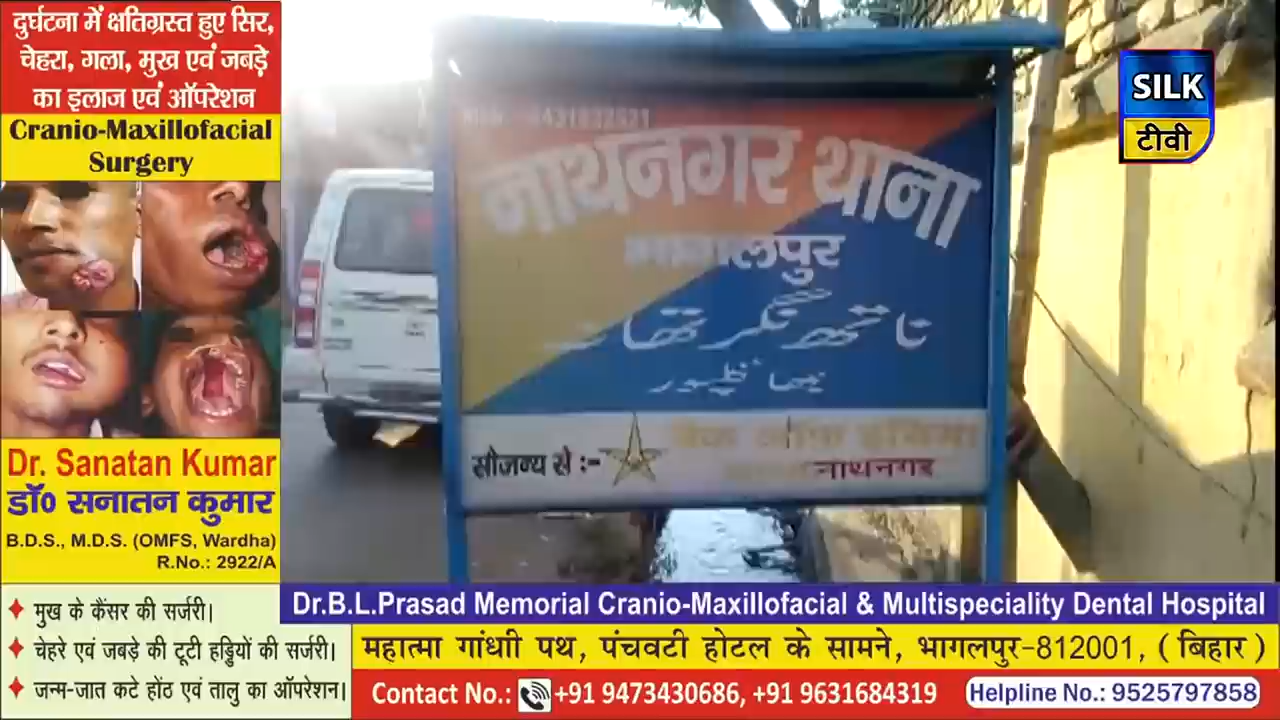 दुर्घटना में क्षतिग्रस्त हुए सिर,
चेहरा, गला, मुख एवं जबड़े
का इलाज एवं ऑपरेशन
Cranio-Maxillofacial
Surgery
Dr. Sanatan Kumar
डॉ० सनातन कुमार
B.D.S., M.D.S. (OMFS, Wardha)
R.No.: 2922/A
♦ मुख के कैंसर की सर्जरी।
♦ चेहरे एवं जबड़े की टूटी हड्डियों की सर्जरी।
♦ जन्म-जात कटे होंठ एवं तालु का ऑपरेशन।
SILK
टीवी
नाथनगर थाना
भागलपुर
सौजन्य से :-
नाथनगर
Dr.B.L.Prasad Memorial Cranio-Maxillofacial & Multispeciality Dental Hospital
महात्मा गांधाी पथ, पंचवटी होटल के सामने, भागलपुर-812001, ( बिहार )
Contact No.: +91 9473430686, +91 9631684319
Helpline No.: 9525797858